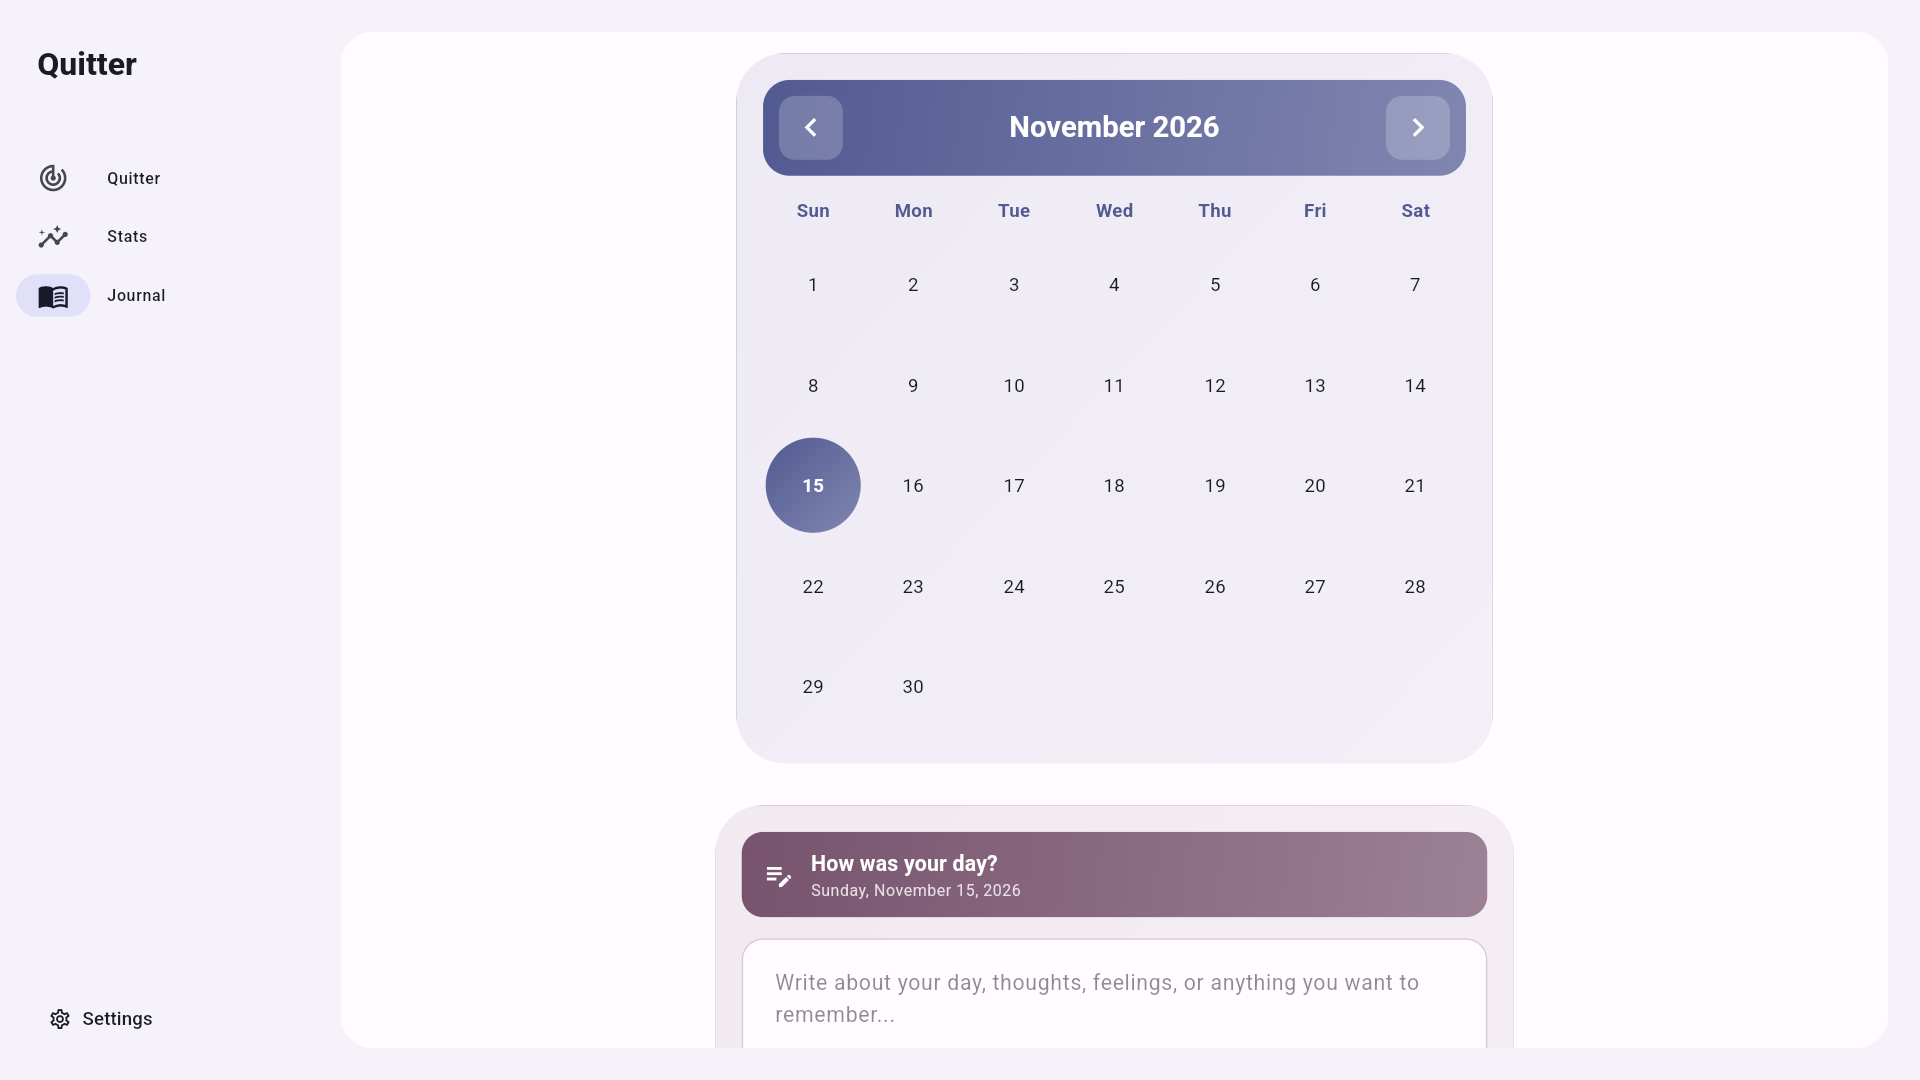 Quitter
Quitter
Stats
Journal
Settings
November 2026
Sun Mon Tue Wed Thu Fri Sat
1 2 3 4 5 6 7
8 9 10 11 12 13 14
15 16 17 18 19 20 21
22 23 24 25 26 27 28
29 30
How was your day?
Sunday, November 15, 2026
Write about your day, thoughts, feelings, or anything you want to
remember...